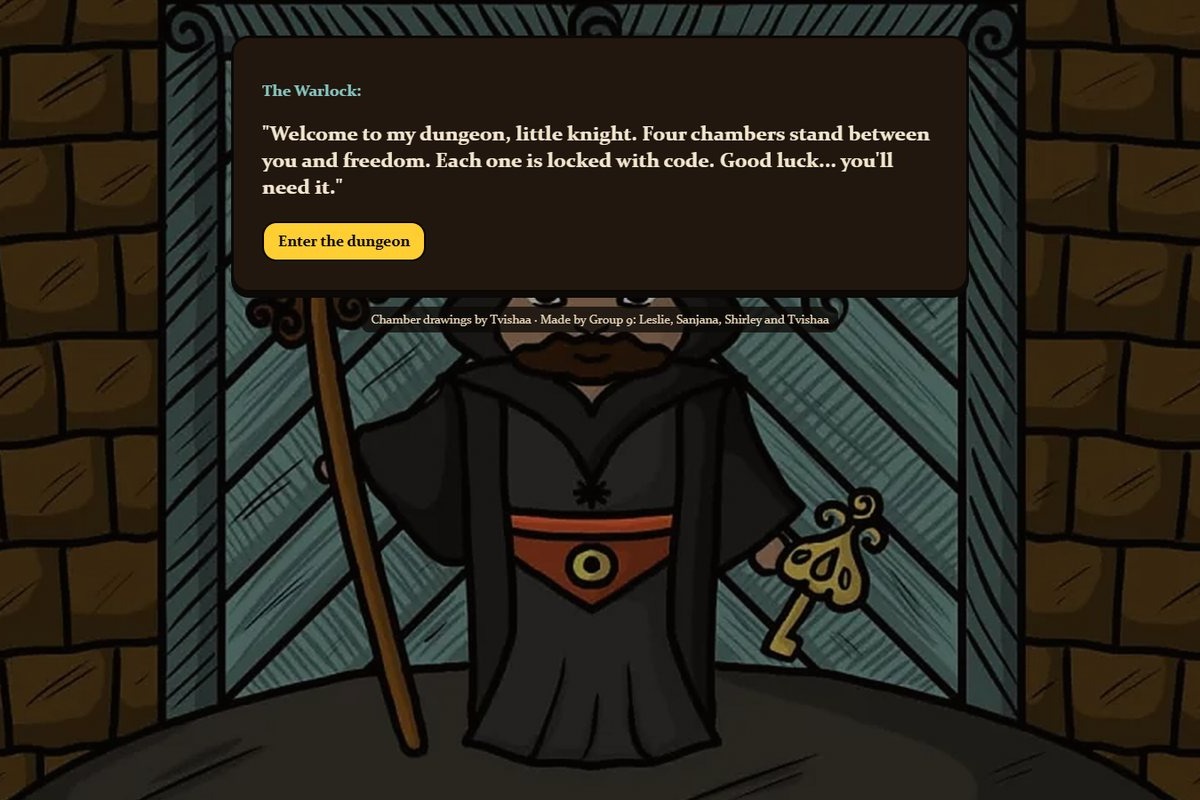 The Warlock:
"Welcome to my dungeon, little knight. Four chambers stand between
you and freedom. Each one is locked with code. Good luck... you'll
need it."
Enter the dungeon
Chamber drawings by Tvishaa · Made by Group 9: Leslie, Sanjana, Shirley and Tvishaa